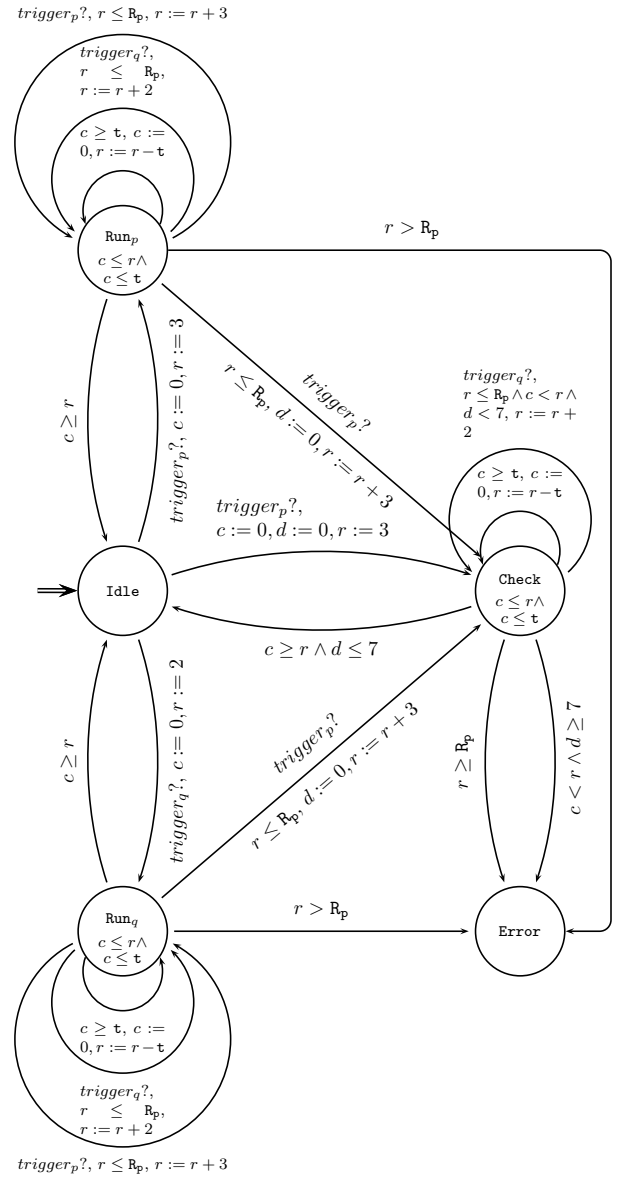 trigger_p?, r ≤ R_p, r := r + 3
trigger_q?,
r ≤ R_p,
r := r + 2
c ≥ t, c :=
0, r := r − t
Run_p
c ≤ r∧
c ≤ t
r > R_p
c ≥ r
trigger_p?, c := 0, r := 3
trigger_p?
r ≤ R_p, d := 0, r := r + 3
trigger_q?,
r ≤ R_p ∧ c < r ∧
d < 7, r := r +
2
c ≥ t, c :=
0, r := r − t
trigger_p?,
c := 0, d := 0, r := 3
Idle
Check
c ≤ r∧
c ≤ t
c ≥ r ∧ d ≤ 7
c ≥ r
trigger_q?, c := 0, r := 2
trigger_p?
r ≤ R_p, d := 0, r := r + 3
r ≥ R_p
c < r ∧ d ≥ 7
Run_q
c ≤ r∧
c ≤ t
r > R_p
Error
c ≥ t, c :=
0, r := r − t
trigger_q?,
r ≤ R_p,
r := r + 2
trigger_p?, r ≤ R_p, r := r + 3